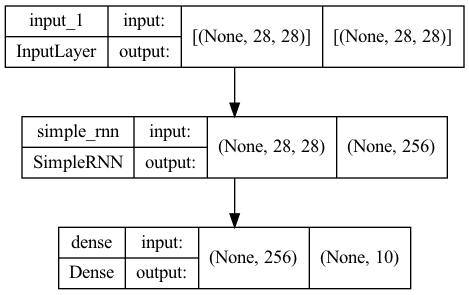 input_1 input: [(None, 28, 28)] [(None, 28, 28)]
InputLayer output:
simple_rnn input: (None, 28, 28) (None, 256)
SimpleRNN output:
dense input: (None, 256) (None, 10)
Dense output: